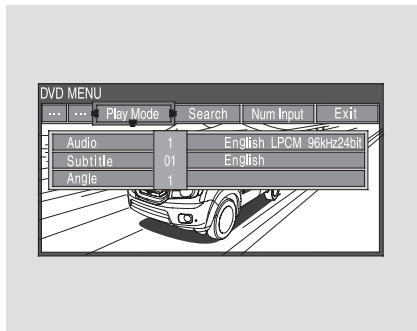 DVD MENU
... ... Play Mode Search Num Input Exit
Audio 1 English LPCM 96kHz24bit
Subtitle 01 English
Angle 1